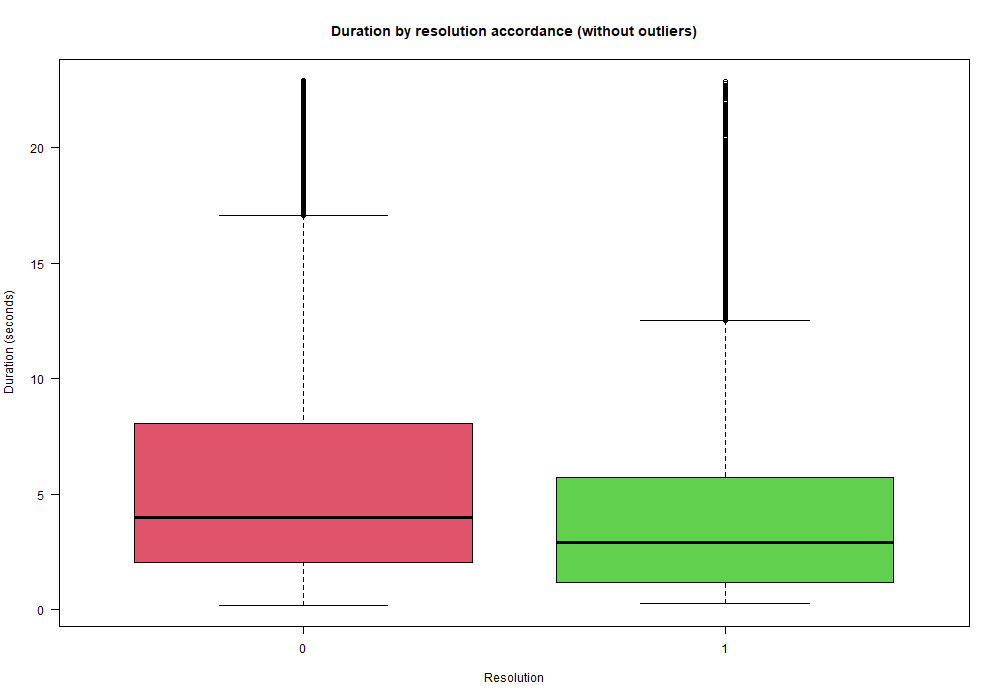 Duration by resolution accordance (without outliers)
20
15
10
5
0
Duration (seconds)
0 1
Resolution